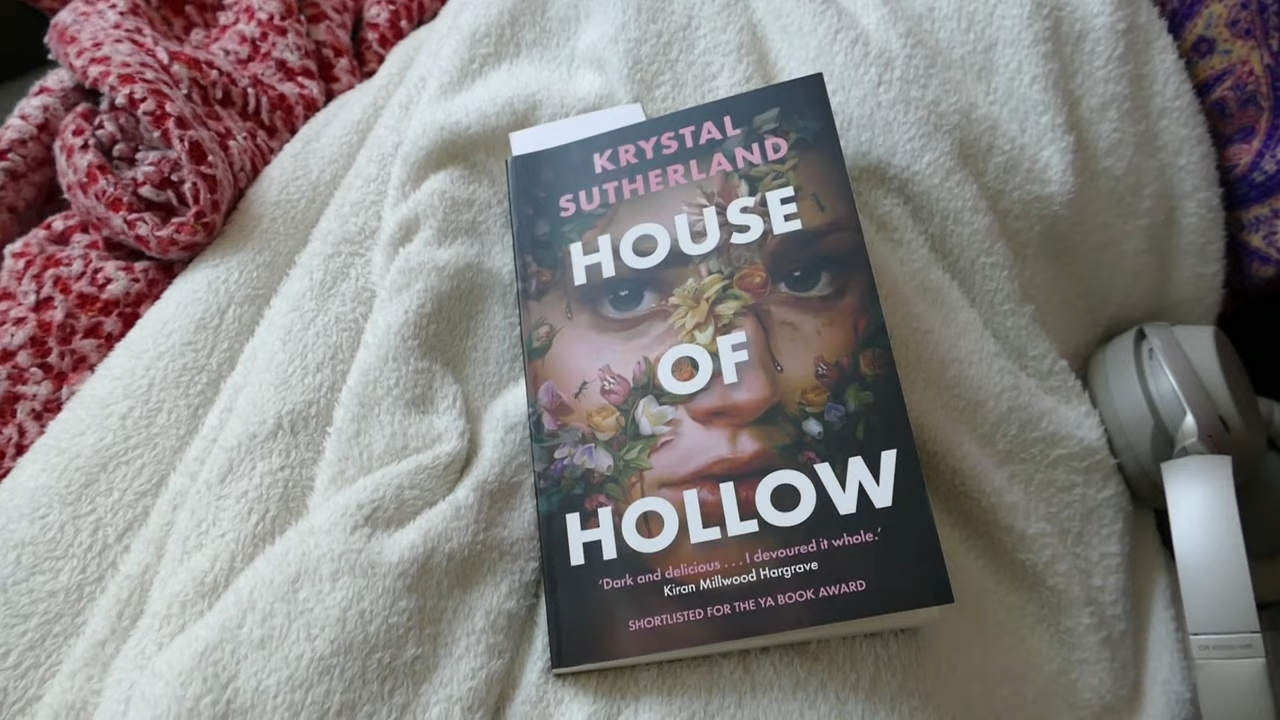 KRYSTAL
SUTHERLAND
HOUSE
OF
HOLLOW
‘Dark and delicious . . . I devoured it whole.’
Kiran Millwood Hargrave
SHORTLISTED FOR THE YA BOOK AWARD